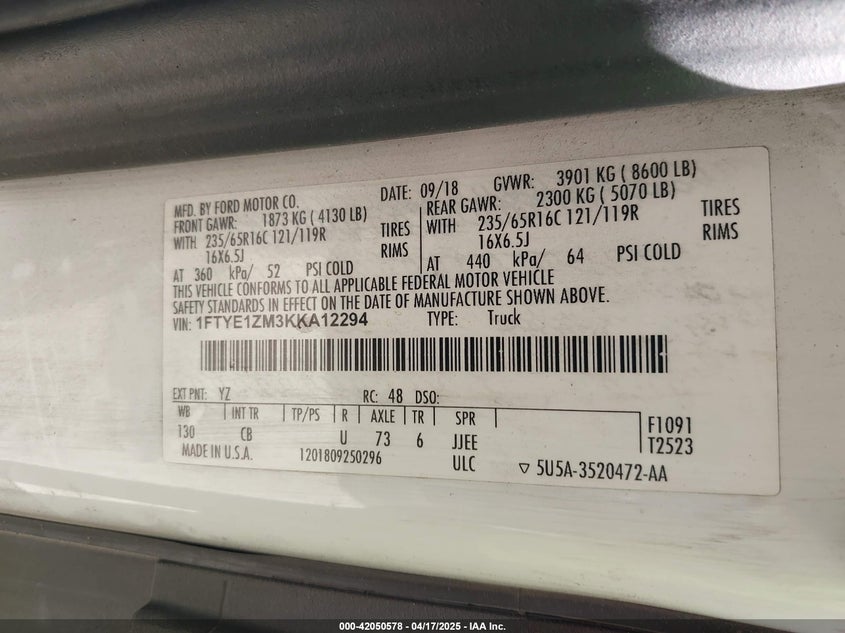 MFD. BY FORD MOTOR CO. DATE: 09/18 GVWR: 3901 KG ( 8600 LB)
FRONT GAWR: 1873 KG ( 4130 LB) REAR GAWR: 2300 KG ( 5070 LB)
WITH 235/65R16C 121/119R TIRES WITH 235/65R16C 121/119R TIRES
16X6.5J RIMS 16X6.5J RIMS
AT 360 kPa/ 52 PSI COLD AT 440 kPa/ 64 PSI COLD
THIS VEHICLE CONFORMS TO ALL APPLICABLE FEDERAL MOTOR VEHICLE
SAFETY STANDARDS IN EFFECT ON THE DATE OF MANUFACTURE SHOWN ABOVE.
VIN: 1FTYE1ZM3KKA12294 TYPE: Truck
EXT PNT: YZ RC: 48 DSO:
WB INT TR TP/PS R AXLE TR SPR F1091
130 CB U 73 6 JJEE T2523
MADE IN U.S.A. 1201809250296 ULC ▽ 5U5A-3520472-AA
000-42050578 - 04/17/2025 - IAA Inc.